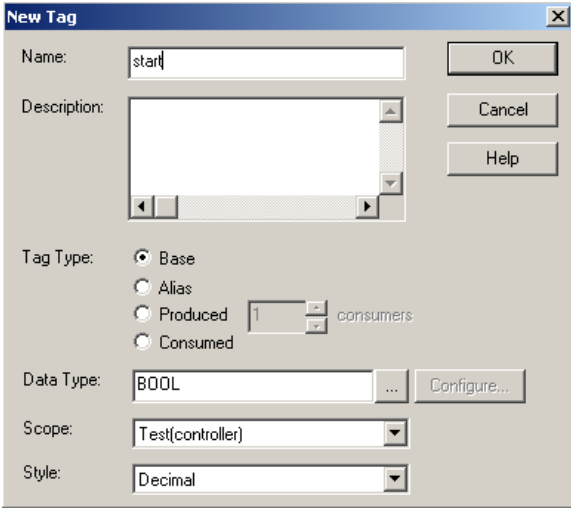 New Tag
Name:
start
OK
Description:
Cancel
Help
Tag Type:
Base
Alias
Produced 1 consumers
Consumed
Data Type: BOOL ... Configure...
Scope: Test(controller)
Style: Decimal